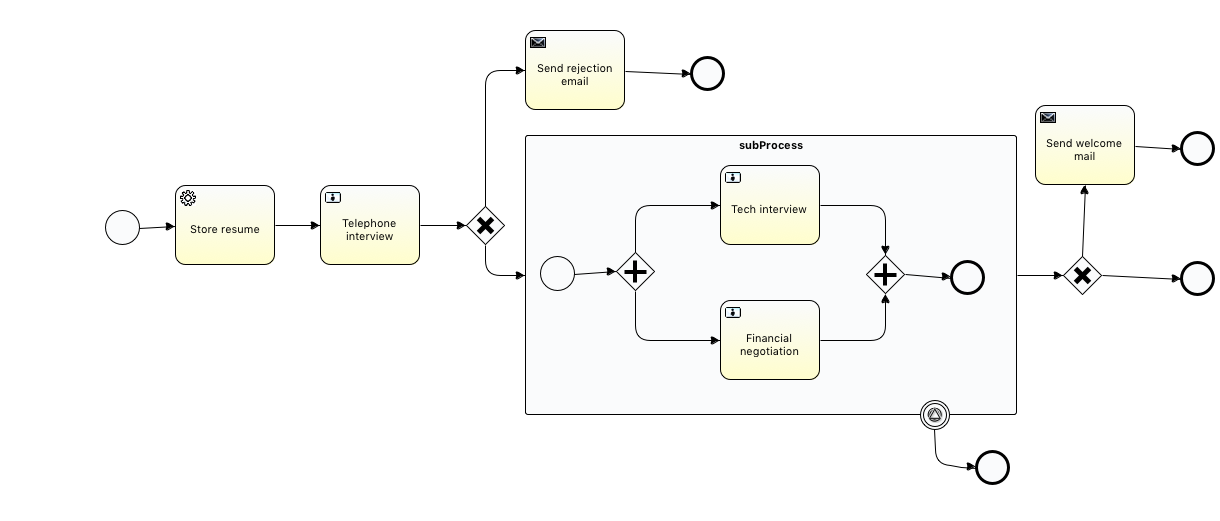 Send rejection
email
subProcess
Send welcome
mail
Tech interview
Store resume
Telephone
interview
Financial
negotiation